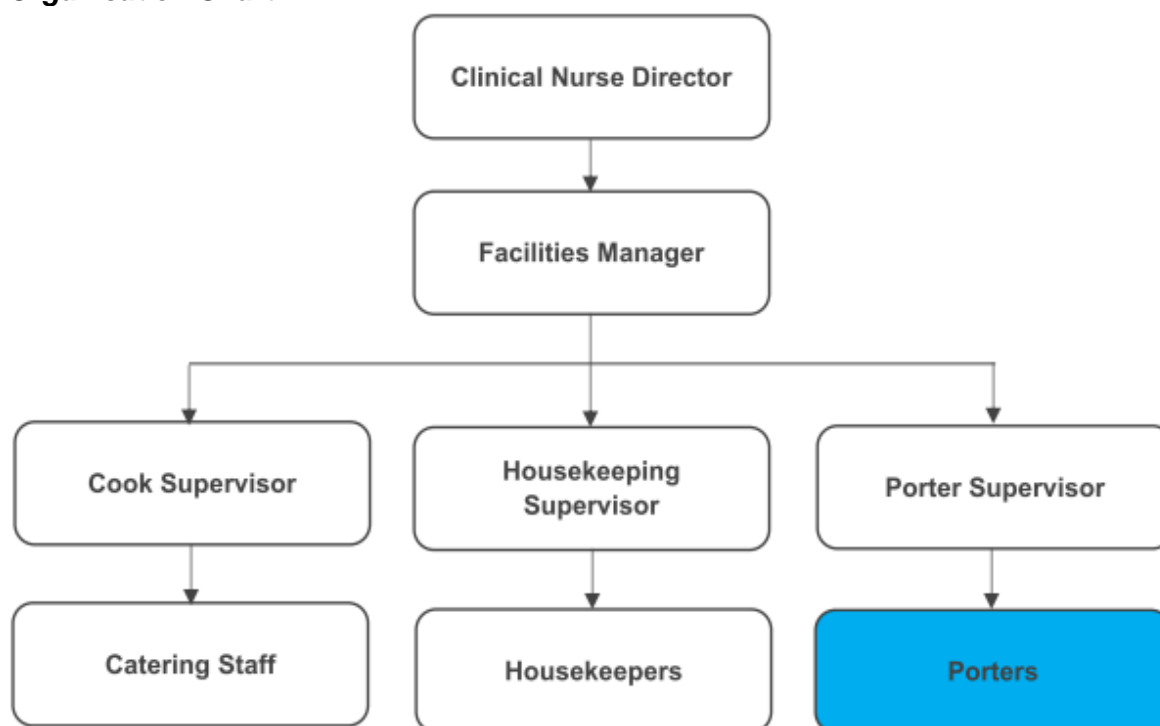 Clinical Nurse Director
Facilities Manager
Cook Supervisor
Housekeeping
Supervisor
Porter Supervisor
Catering Staff
Housekeepers
Porters